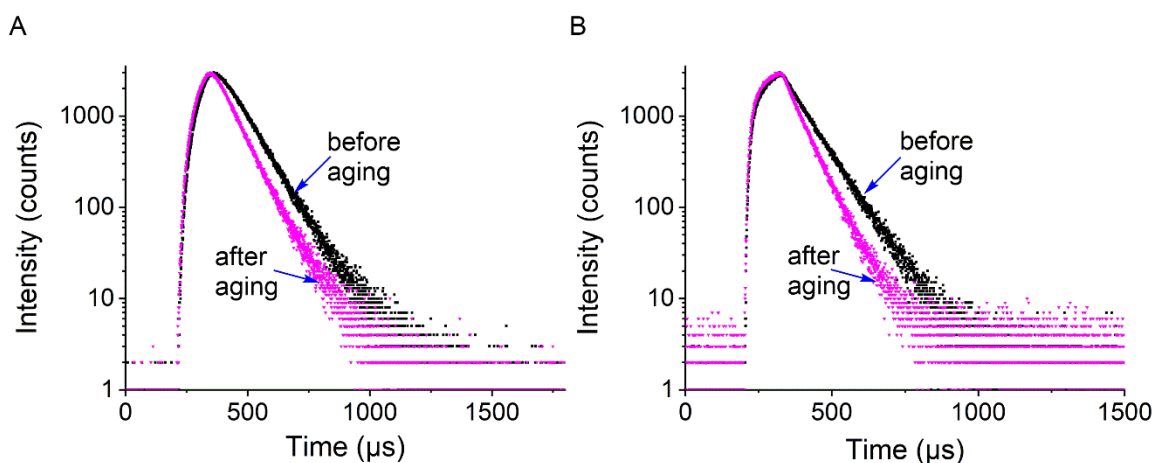 A
Intensity (counts)
1000
100
10
1
before
aging
after
aging
0
500
1000
1500
Time (μs)
B
Intensity (counts)
1000
100
10
1
before
aging
after
aging
0
500
1000
1500
Time (μs)